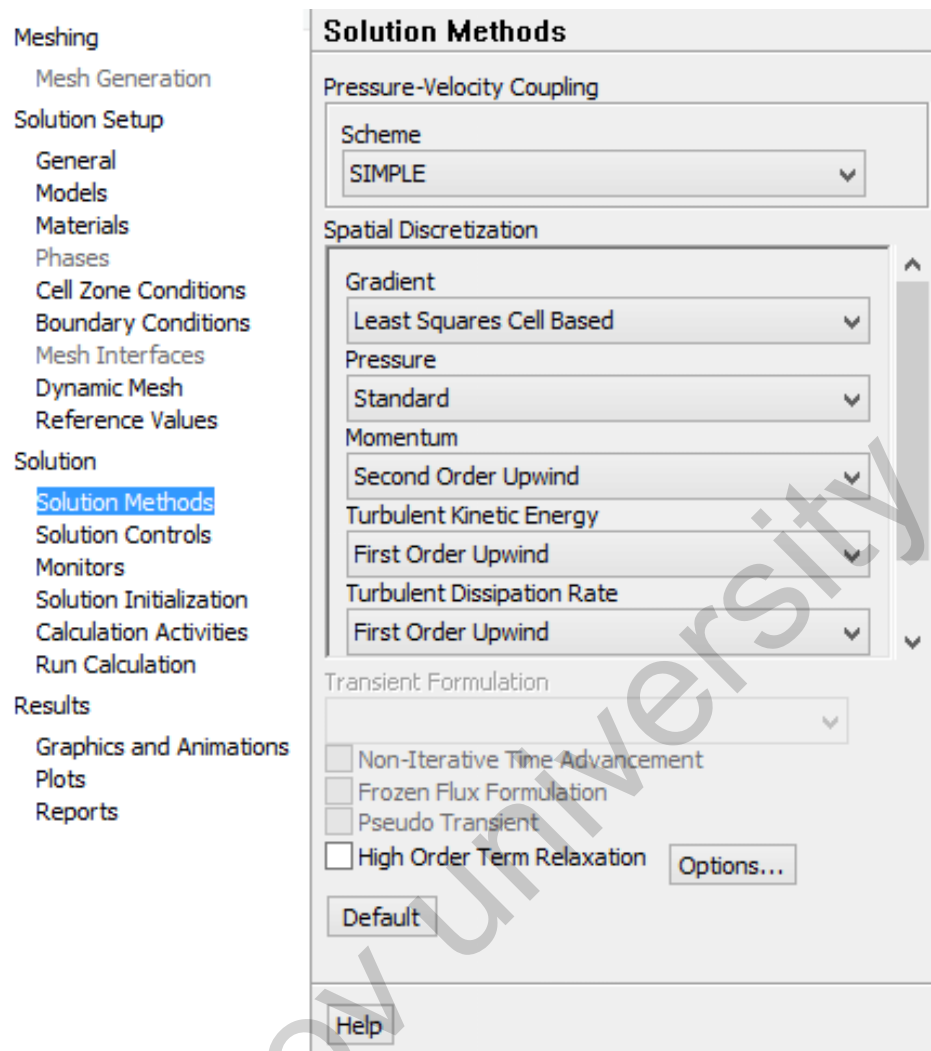 Meshing
Mesh Generation
Solution Setup
General
Models
Materials
Phases
Cell Zone Conditions
Boundary Conditions
Mesh Interfaces
Dynamic Mesh
Reference Values
Solution
Solution Methods
Solution Controls
Monitors
Solution Initialization
Calculation Activities
Run Calculation
Results
Graphics and Animations
Plots
Reports
Solution Methods
Pressure-Velocity Coupling
Scheme
SIMPLE
Spatial Discretization
Gradient
Least Squares Cell Based
Pressure
Standard
Momentum
Second Order Upwind
Turbulent Kinetic Energy
First Order Upwind
Turbulent Dissipation Rate
First Order Upwind
Transient Formulation
Non-Iterative Time Advancement
Frozen Flux Formulation
Pseudo Transient
High Order Term Relaxation
Options...
Default
Help
ov university